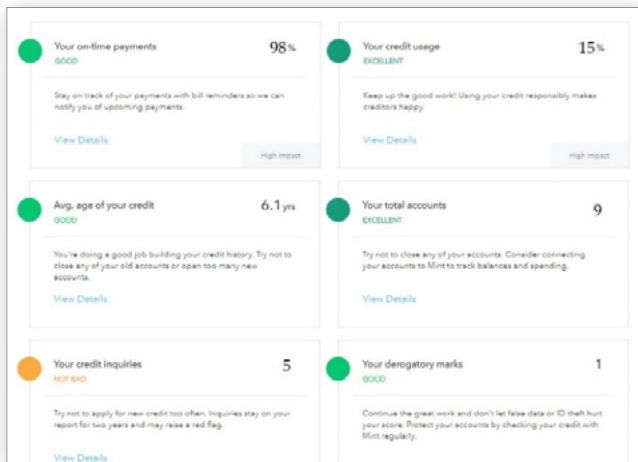 Your on-time payments 98%
GOOD
Stay on track of your payments with bill reminders so we can
notify you of upcoming payments.
View Details
High Impact
Your credit usage 15%
EXCELLENT
Keep up the good work! Using your credit responsibly makes
creditors happy.
View Details
High Impact
Avg. age of your credit 6.1 yrs
GOOD
You're doing a good job building your credit history. Try not to
close any of your old accounts or open too many new
accounts.
View Details
Your total accounts 9
EXCELLENT
Try not to close any of your accounts. Consider connecting
your accounts to Mint to track balances and spending.
View Details
Your credit inquiries 5
NOT BAD
Try not to apply for new credit too often. Inquiries stay on your
report for two years and may raise a red flag.
View Details
Your derogatory marks 1
GOOD
Continue the great work and don't let false data or ID theft hurt
your score. Protect your accounts by checking your credit with
Mint regularly.